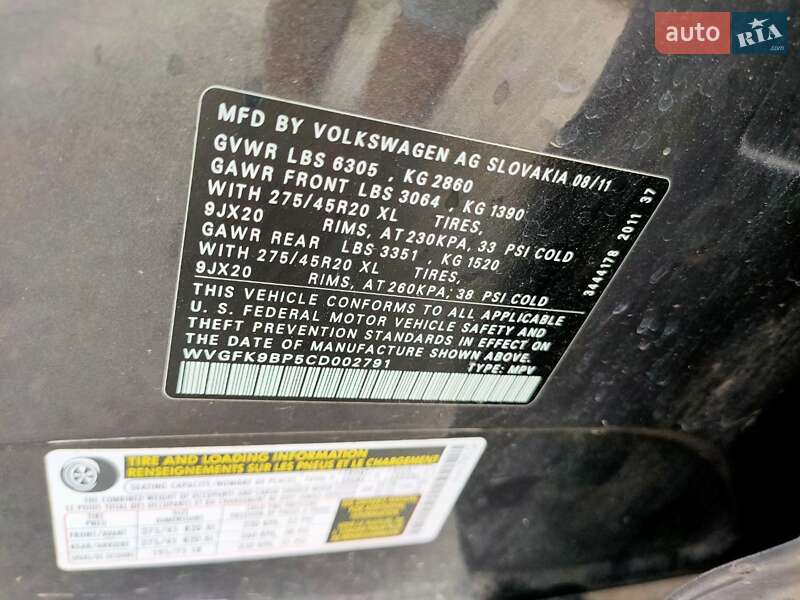 auto RIA
.com
MFD BY VOLKSWAGEN AG SLOVAKIA 08/11
GVWR LBS 6305 , KG 2860
GAWR FRONT LBS 3064 , KG 1390
WITH 275/45R20 XL TIRES,
9JX20 RIMS, AT 230KPA, 33 PSI COLD
GAWR REAR LBS 3351 , KG 1520
WITH 275/45R20 XL TIRES,
9JX20 RIMS, AT 260KPA, 38 PSI COLD
THIS VEHICLE CONFORMS TO ALL APPLICABLE
U. S. FEDERAL MOTOR VEHICLE SAFETY AND
THEFT PREVENTION STANDARDS IN EFFECT ON
THE DATE OF MANUFACTURE SHOWN ABOVE.
WVGFK9BP5CD002791 TYPE: MPV
3444178 2011 37
TIRE AND LOADING INFORMATION
RENSEIGNEMENTS SUR LES PNEUS ET LE CHARGEMENT